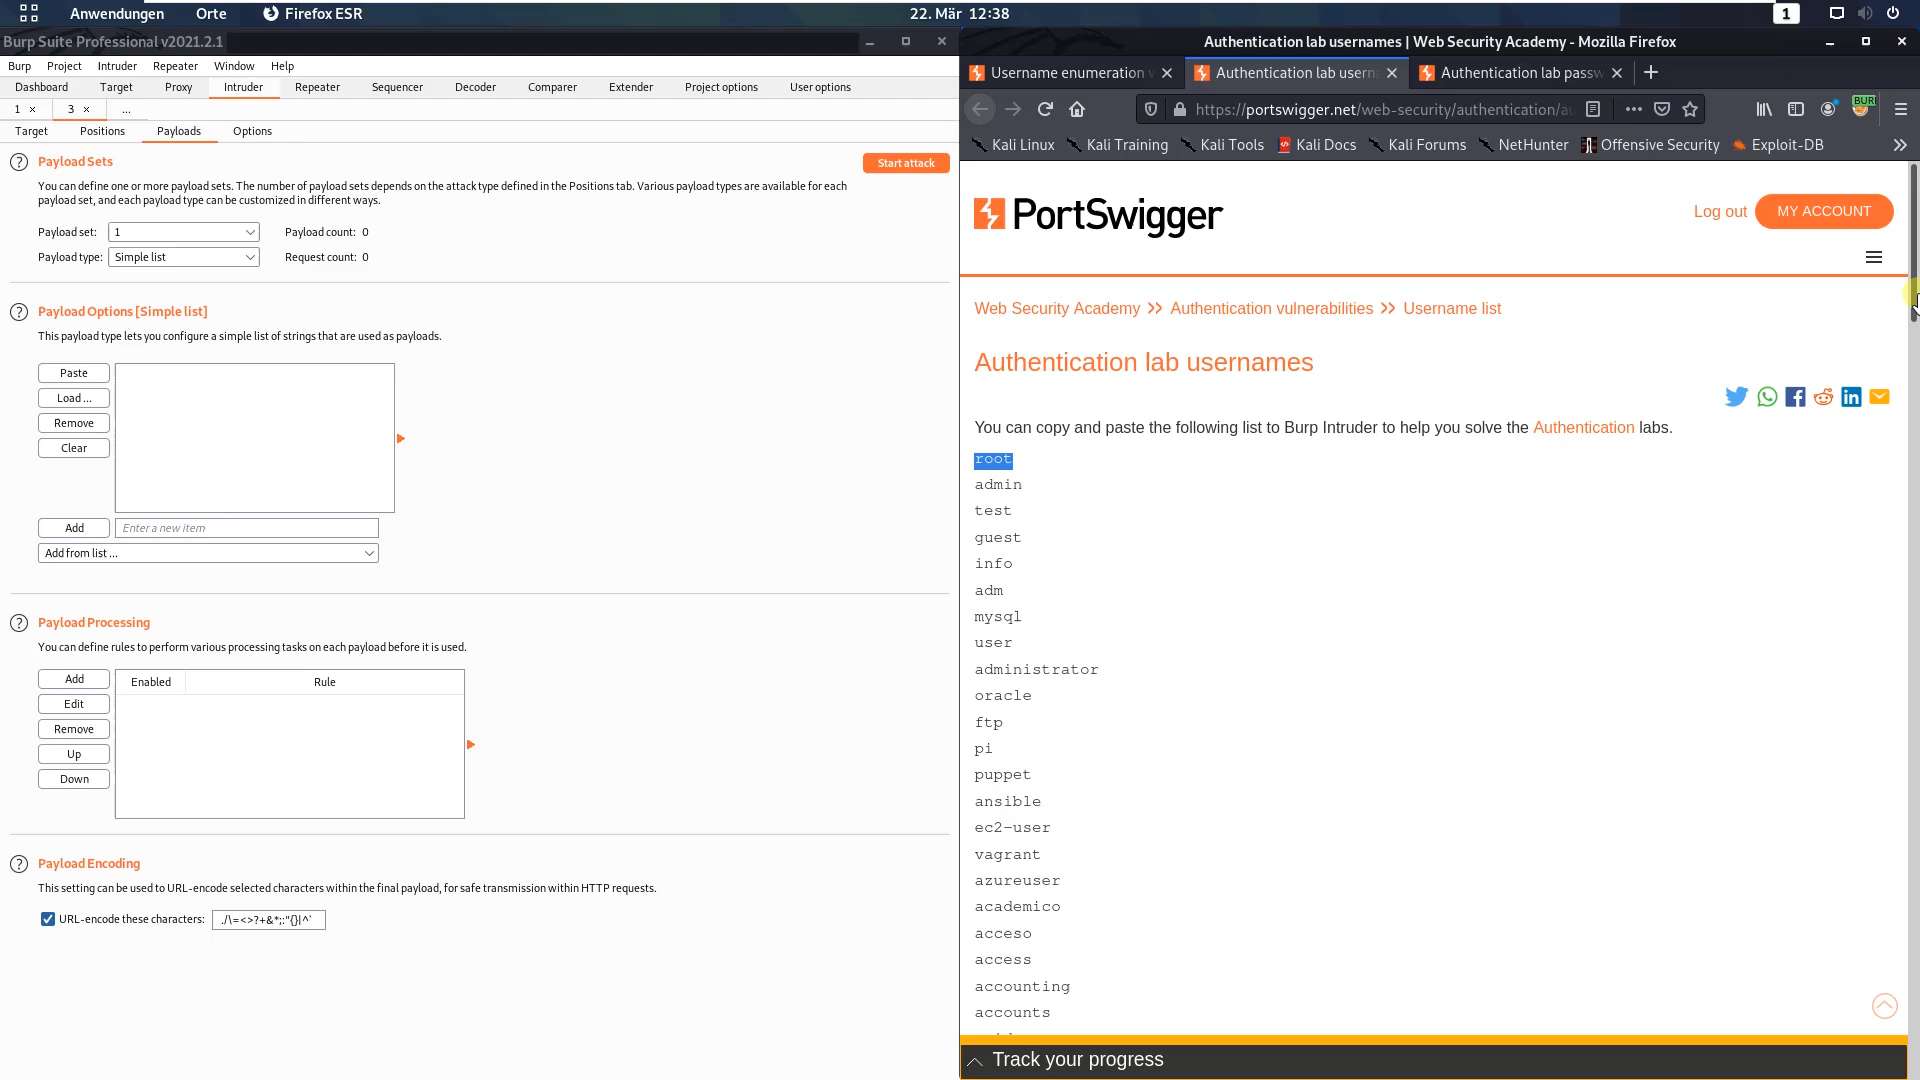 Anwendungen Orte Firefox ESR 22. Mär 12:38 1
Burp Suite Professional v2021.2.1
Burp Project Intruder Repeater Window Help
Dashboard Target Proxy Intruder Repeater Sequencer Decoder Comparer Extender Project options User options
1 × 3 × ...
Target Positions Payloads Options
? Payload Sets
Start attack
You can define one or more payload sets. The number of payload sets depends on the attack type defined in the Positions tab. Various payload types are available for each
payload set, and each payload type can be customized in different ways.
Payload set: 1 Payload count: 0
Payload type: Simple list Request count: 0
? Payload Options [Simple list]
This payload type lets you configure a simple list of strings that are used as payloads.
Paste
Load ...
Remove
Clear
Add Enter a new item
Add from list ...
? Payload Processing
You can define rules to perform various processing tasks on each payload before it is used.
Add Enabled Rule
Edit
Remove
Up
Down
? Payload Encoding
This setting can be used to URL-encode selected characters within the final payload, for safe transmission within HTTP requests.
URL-encode these characters: ./\=<>?+&*;:"{}|^`
Authentication lab usernames | Web Security Academy - Mozilla Firefox
Username enumeration v Authentication lab usern Authentication lab passw
https://portswigger.net/web-security/authentication/au
BURI
Kali Linux Kali Training Kali Tools Kali Docs Kali Forums NetHunter Offensive Security Exploit-DB
PortSwigger
Log out MY ACCOUNT
Web Security Academy Authentication vulnerabilities Username list
Authentication lab usernames
You can copy and paste the following list to Burp Intruder to help you solve the Authentication labs.
root
admin
test
guest
info
adm
mysql
user
administrator
oracle
ftp
pi
puppet
ansible
ec2-user
vagrant
azureuser
academico
acceso
access
accounting
accounts
Track your progress